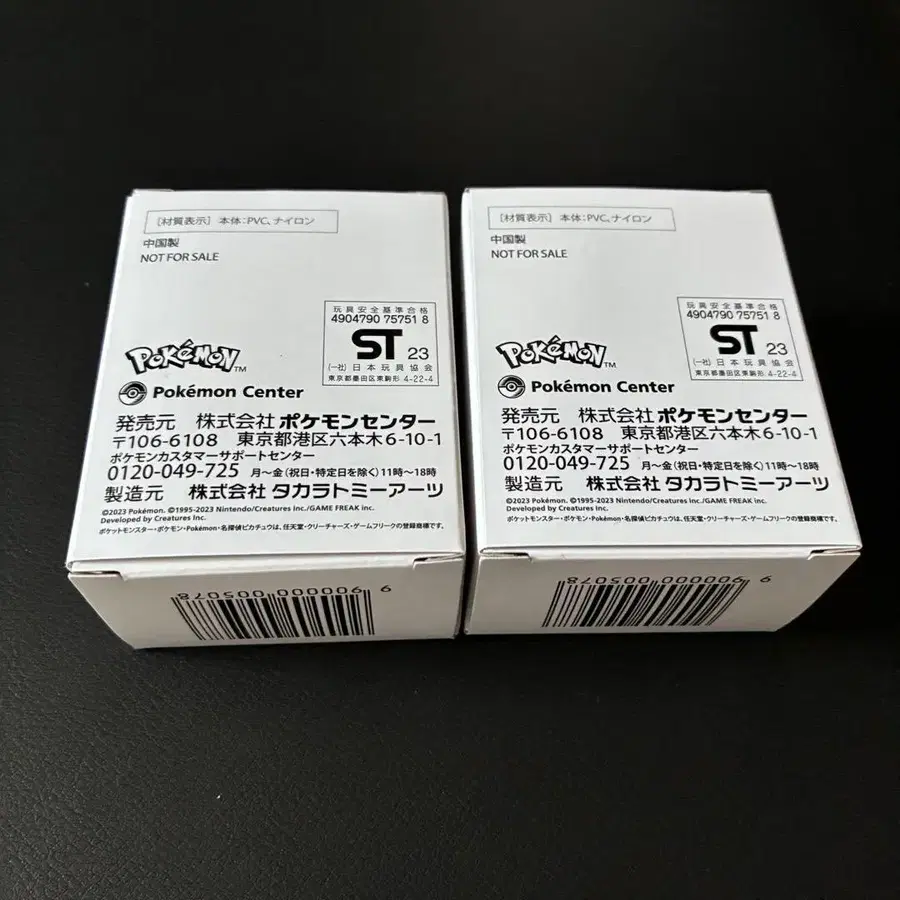 [材質表示] 本体:PVC、ナイロン
中国製
NOT FOR SALE
玩具安全基準合格
4904790 75751 8
ST 23
(一社)日本玩具協会
東京都墨田区東駒形 4-22-4
POKÉMON™
Pokémon Center
発売元 株式会社 ポケモンセンター
〒106-6108 東京都港区六本木6-10-1
ポケモンカスタマーサポートセンター
0120-049-725 月～金(祝日・特定日を除く)11時～18時
製造元 株式会社 タカラトミーアーツ
©2023 Pokémon. ©1995-2023 Nintendo/Creatures inc./GAME FREAK inc.
Developed by Creatures inc.
ポケットモンスター・ポケモン・Pokémon・名探偵ピカチュウは、任天堂・クリーチャーズ・ゲームフリークの登録商標です。
9 900000 005078
[材質表示] 本体:PVC、ナイロン
中国製
NOT FOR SALE
玩具安全基準合格
4904790 75751 8
ST 23
(一社)日本玩具協会
東京都墨田区東駒形 4-22-4
POKÉMON™
Pokémon Center
発売元 株式会社 ポケモンセンター
〒106-6108 東京都港区六本木6-10-1
ポケモンカスタマーサポートセンター
0120-049-725 月～金(祝日・特定日を除く)11時～18時
製造元 株式会社 タカラトミーアーツ
©2023 Pokémon. ©1995-2023 Nintendo/Creatures inc./GAME FREAK inc.
Developed by Creatures inc.
ポケットモンスター・ポケモン・Pokémon・名探偵ピカチュウは、任天堂・クリーチャーズ・ゲームフリークの登録商標です。
9 900000 005078